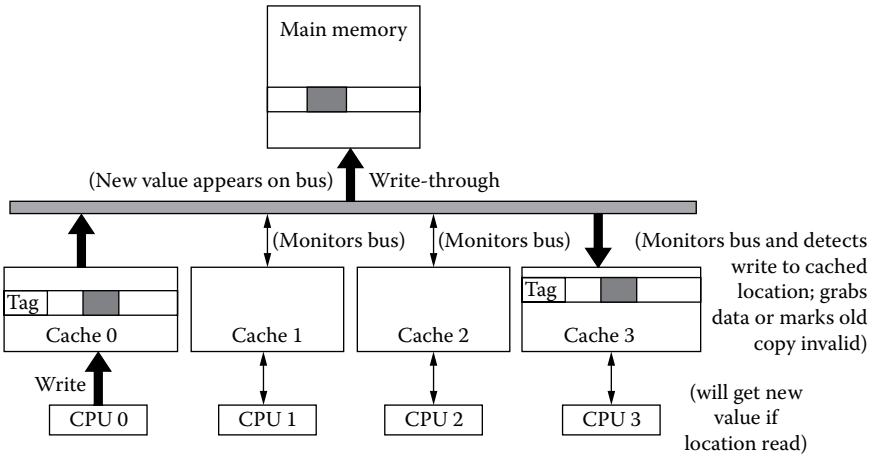 Main memory
(New value appears on bus)
Write-through
(Monitors bus)
(Monitors bus)
(Monitors bus and detects
write to cached
location; grabs
data or marks old
copy invalid)
Tag
Cache 0
Cache 1
Cache 2
Tag
Cache 3
Write
CPU 0
CPU 1
CPU 2
CPU 3
(will get new
value if
location read)